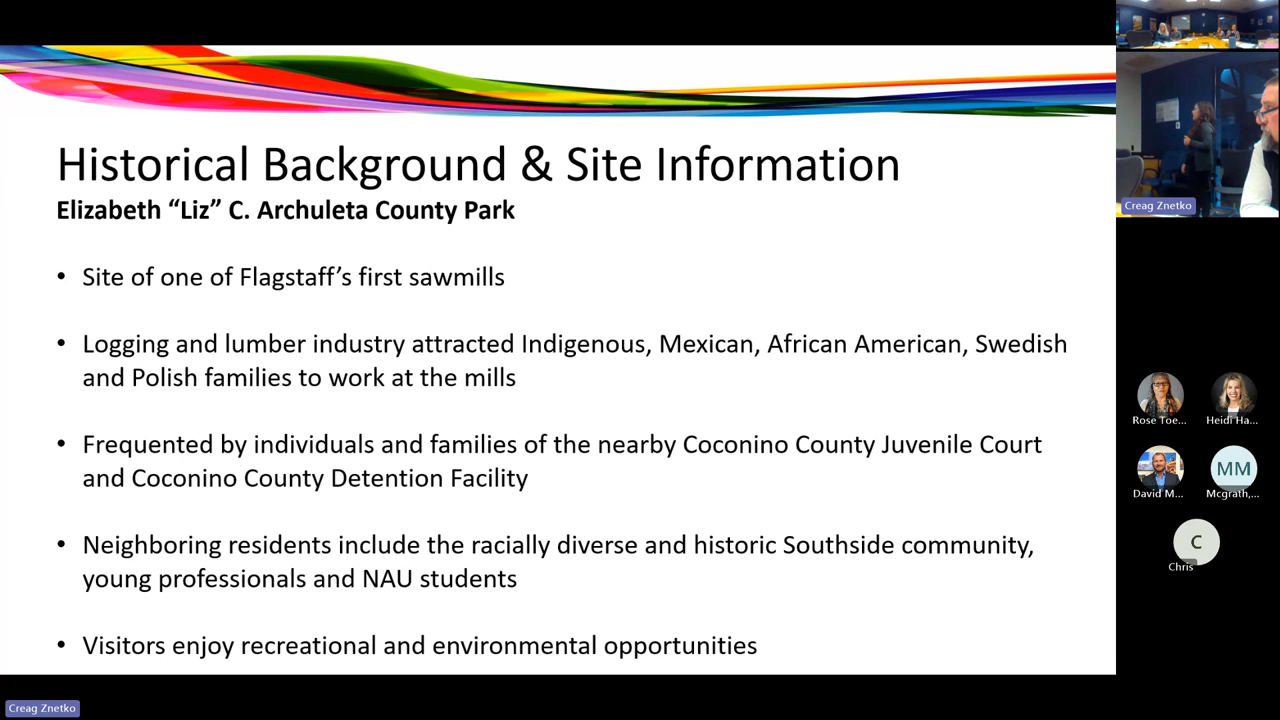 Historical Background & Site Information
Elizabeth “Liz” C. Archuleta County Park
• Site of one of Flagstaff’s first sawmills
• Logging and lumber industry attracted Indigenous, Mexican, African American, Swedish
and Polish families to work at the mills
• Frequented by individuals and families of the nearby Coconino County Juvenile Court
and Coconino County Detention Facility
• Neighboring residents include the racially diverse and historic Southside community,
young professionals and NAU students
• Visitors enjoy recreational and environmental opportunities
Creag Znetko
Rose Toe...
Heidi Ha...
David M...
MM
Mcgrath,...
C
Chris
Creag Znetko